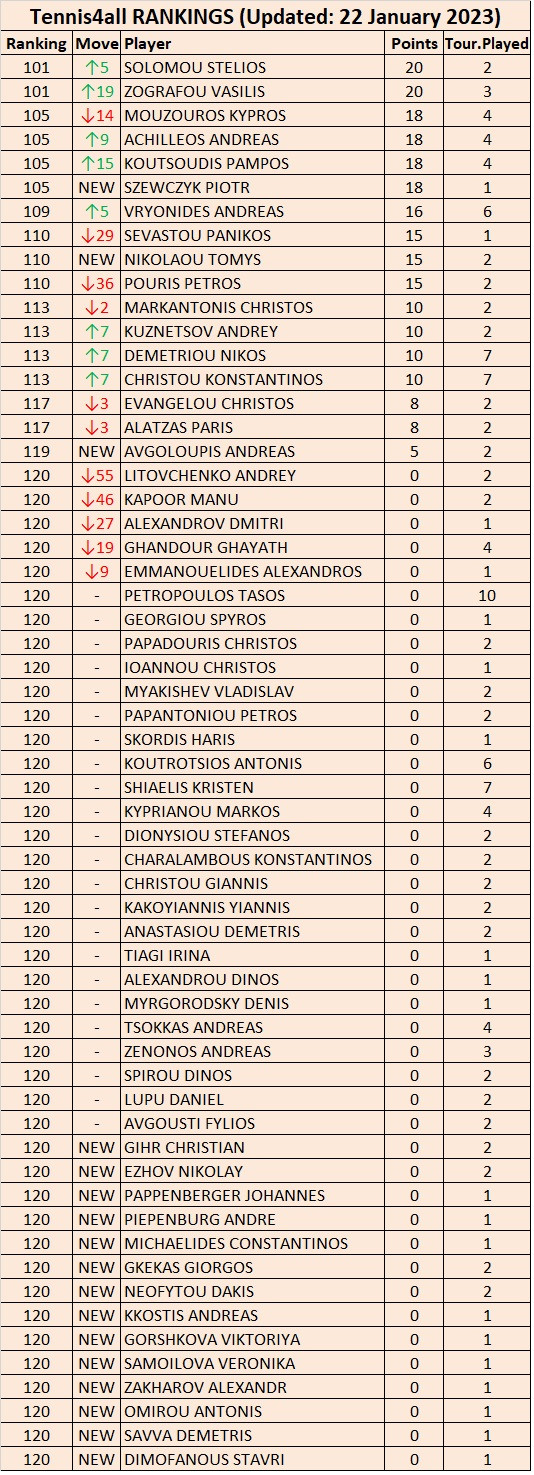 Tennis4all RANKINGS (Updated: 22 January 2023)
Ranking Move Player Points Tour.Played
101 ↑5 SOLOMOU STELIOS 20 2
101 ↑19 ZOGRAFOU VASILIS 20 3
105 ↓14 MOUZOUROS KYPROS 18 4
105 ↑9 ACHILLEOS ANDREAS 18 4
105 ↑15 KOUTSOUDIS PAMPOS 18 4
105 NEW SZEWCZYK PIOTR 18 1
109 ↑5 VRYONIDES ANDREAS 16 6
110 ↓29 SEVASTOU PANIKOS 15 1
110 NEW NIKOLAOU TOMYS 15 2
110 ↓36 POURIS PETROS 15 2
113 ↓2 MARKANTONIS CHRISTOS 10 2
113 ↑7 KUZNETSOV ANDREY 10 2
113 ↑7 DEMETRIOU NIKOS 10 7
113 ↑7 CHRISTOU KONSTANTINOS 10 7
117 ↓3 EVANGELOU CHRISTOS 8 2
117 ↓3 ALATZAS PARIS 8 2
119 NEW AVGOLOUPIS ANDREAS 5 2
120 ↓55 LITOVCHENKO ANDREY 0 2
120 ↓46 KAPOOR MANU 0 2
120 ↓27 ALEXANDROV DMITRI 0 1
120 ↓19 GHANDOUR GHAYATH 0 4
120 ↓9 EMMANOUELIDES ALEXANDROS 0 1
120 - PETROPOULOS TASOS 0 10
120 - GEORGIOU SPYROS 0 1
120 - PAPADOURIS CHRISTOS 0 2
120 - IOANNOU CHRISTOS 0 1
120 - MYAKISHEV VLADISLAV 0 2
120 - PAPANTONIOU PETROS 0 2
120 - SKORDIS HARIS 0 1
120 - KOUTROTSIOS ANTONIS 0 6
120 - SHIAELIS KRISTEN 0 7
120 - KYPRIANOU MARKOS 0 4
120 - DIONYSIOU STEFANOS 0 2
120 - CHARALAMBOUS KONSTANTINOS 0 2
120 - CHRISTOU GIANNIS 0 2
120 - KAKOYIANNIS YIANNIS 0 2
120 - ANASTASIOU DEMETRIS 0 2
120 - TIAGI IRINA 0 1
120 - ALEXANDROU DINOS 0 1
120 - MYRGORODSKY DENIS 0 1
120 - TSOKKAS ANDREAS 0 4
120 - ZENONOS ANDREAS 0 3
120 - SPIROU DINOS 0 2
120 - LUPU DANIEL 0 2
120 - AVGOUSTI FYLIOS 0 2
120 NEW GIHR CHRISTIAN 0 2
120 NEW EZHOV NIKOLAY 0 2
120 NEW PAPPENBERGER JOHANNES 0 1
120 NEW PIEPENBURG ANDRE 0 1
120 NEW MICHAELIDES CONSTANTINOS 0 1
120 NEW GKEKAS GIORGOS 0 2
120 NEW NEOFYTOU DAKIS 0 2
120 NEW KKOSTIS ANDREAS 0 1
120 NEW GORSHKOVA VIKTORIYA 0 1
120 NEW SAMOILOVA VERONIKA 0 1
120 NEW ZAKHAROV ALEXANDR 0 1
120 NEW OMIROU ANTONIS 0 1
120 NEW SAVVA DEMETRIS 0 1
120 NEW DIMOFANOUS STAVRI 0 1